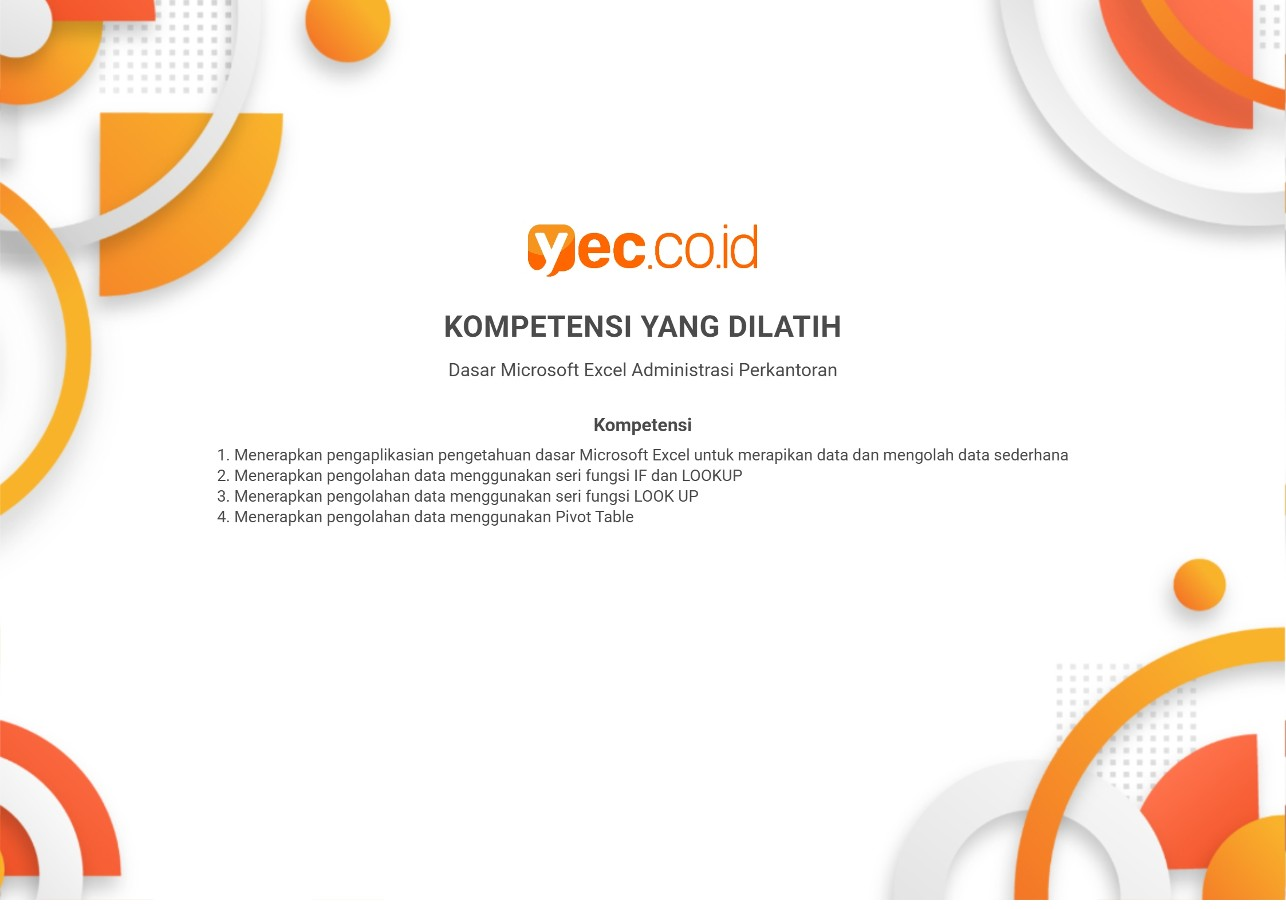 yec.co.id
KOMPETENSI YANG DILATIH
Dasar Microsoft Excel Administrasi Perkantoran
Kompetensi
1. Menerapkan pengaplikasian pengetahuan dasar Microsoft Excel untuk merapikan data dan mengolah data sederhana
2. Menerapkan pengolahan data menggunakan seri fungsi IF dan LOOKUP
3. Menerapkan pengolahan data menggunakan seri fungsi LOOK UP
4. Menerapkan pengolahan data menggunakan Pivot Table